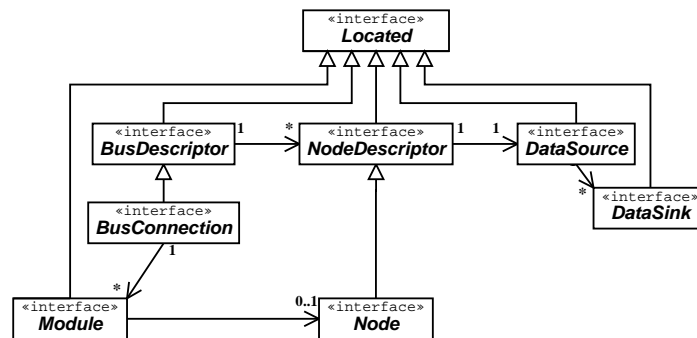 «interface»
Located
«interface»
BusDescriptor
1
*
«interface»
NodeDescriptor
1
1
«interface»
DataSource
*
«interface»
DataSink
«interface»
BusConnection
1
*
«interface»
Module
0..1
«interface»
Node